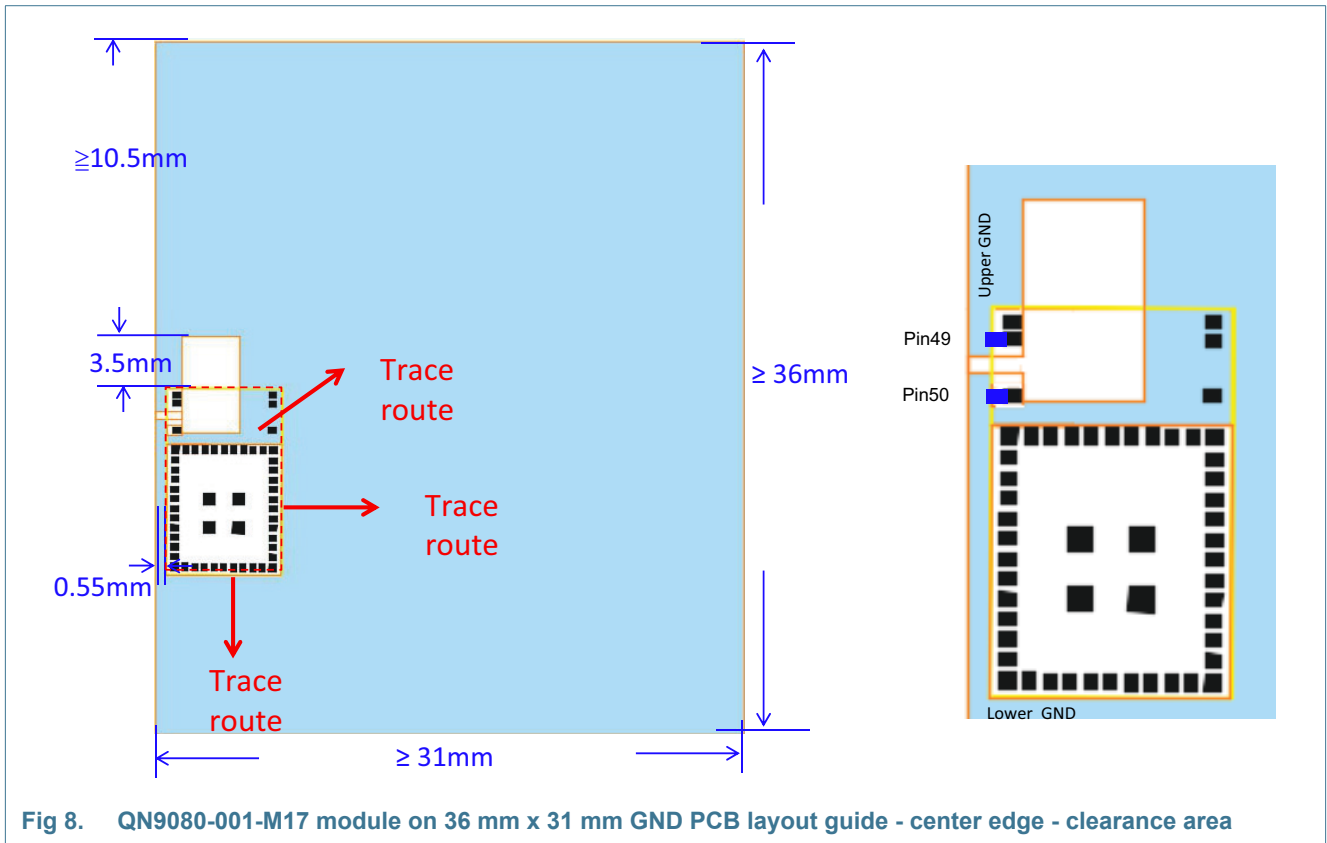 ≧10.5mm
3.5mm
Trace
route
≥ 36mm
Trace
route
0.55mm
Trace
route
≥ 31mm
Upper GND
Pin49
Pin50
Lower GND
Fig 8. QN9080-001-M17 module on 36 mm x 31 mm GND PCB layout guide - center edge - clearance area